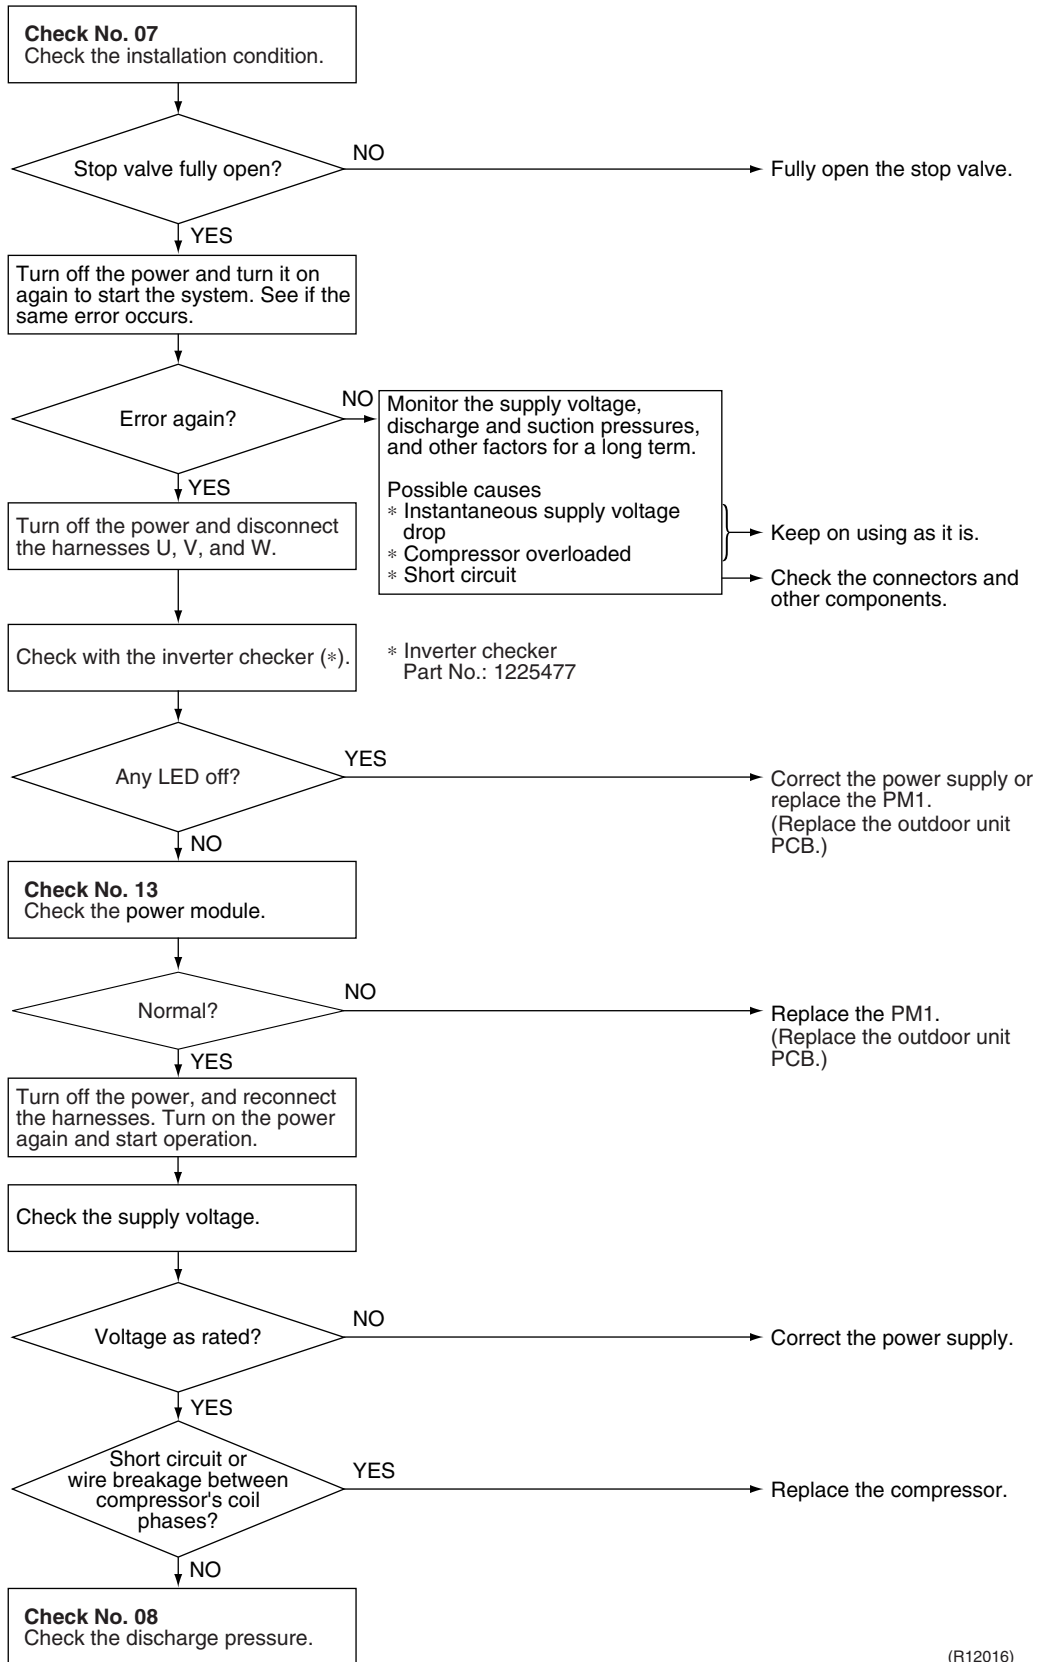 Check No. 07
Check the installation condition.
Stop valve fully open?
NO
Fully open the stop valve.
YES
Turn off the power and turn it on
again to start the system. See if the
same error occurs.
Error again?
NO
Monitor the supply voltage,
discharge and suction pressures,
and other factors for a long term.
Possible causes
∗ Instantaneous supply voltage
drop
∗ Compressor overloaded
∗ Short circuit
Keep on using as it is.
Check the connectors and
other components.
YES
Turn off the power and disconnect
the harnesses U, V, and W.
Check with the inverter checker (∗).
∗ Inverter checker
Part No.: 1225477
Any LED off?
YES
Correct the power supply or
replace the PM1.
(Replace the outdoor unit
PCB.)
NO
Check No. 13
Check the power module.
Normal?
NO
Replace the PM1.
(Replace the outdoor unit
PCB.)
YES
Turn off the power, and reconnect
the harnesses. Turn on the power
again and start operation.
Check the supply voltage.
Voltage as rated?
NO
Correct the power supply.
YES
Short circuit or
wire breakage between
compressor's coil
phases?
YES
Replace the compressor.
NO
Check No. 08
Check the discharge pressure.
(R12016)